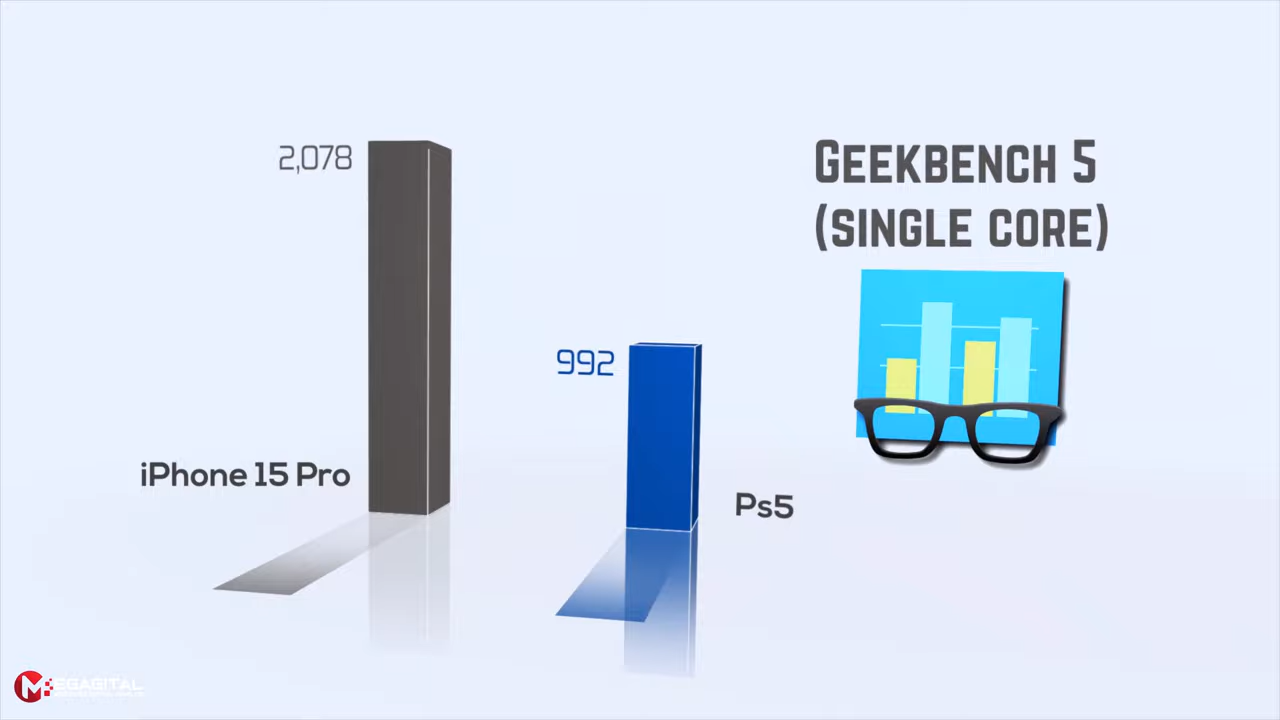 2,078
GEEKBENCH 5
(SINGLE CORE)
992
iPhone 15 Pro
Ps5
MEGAGITAL